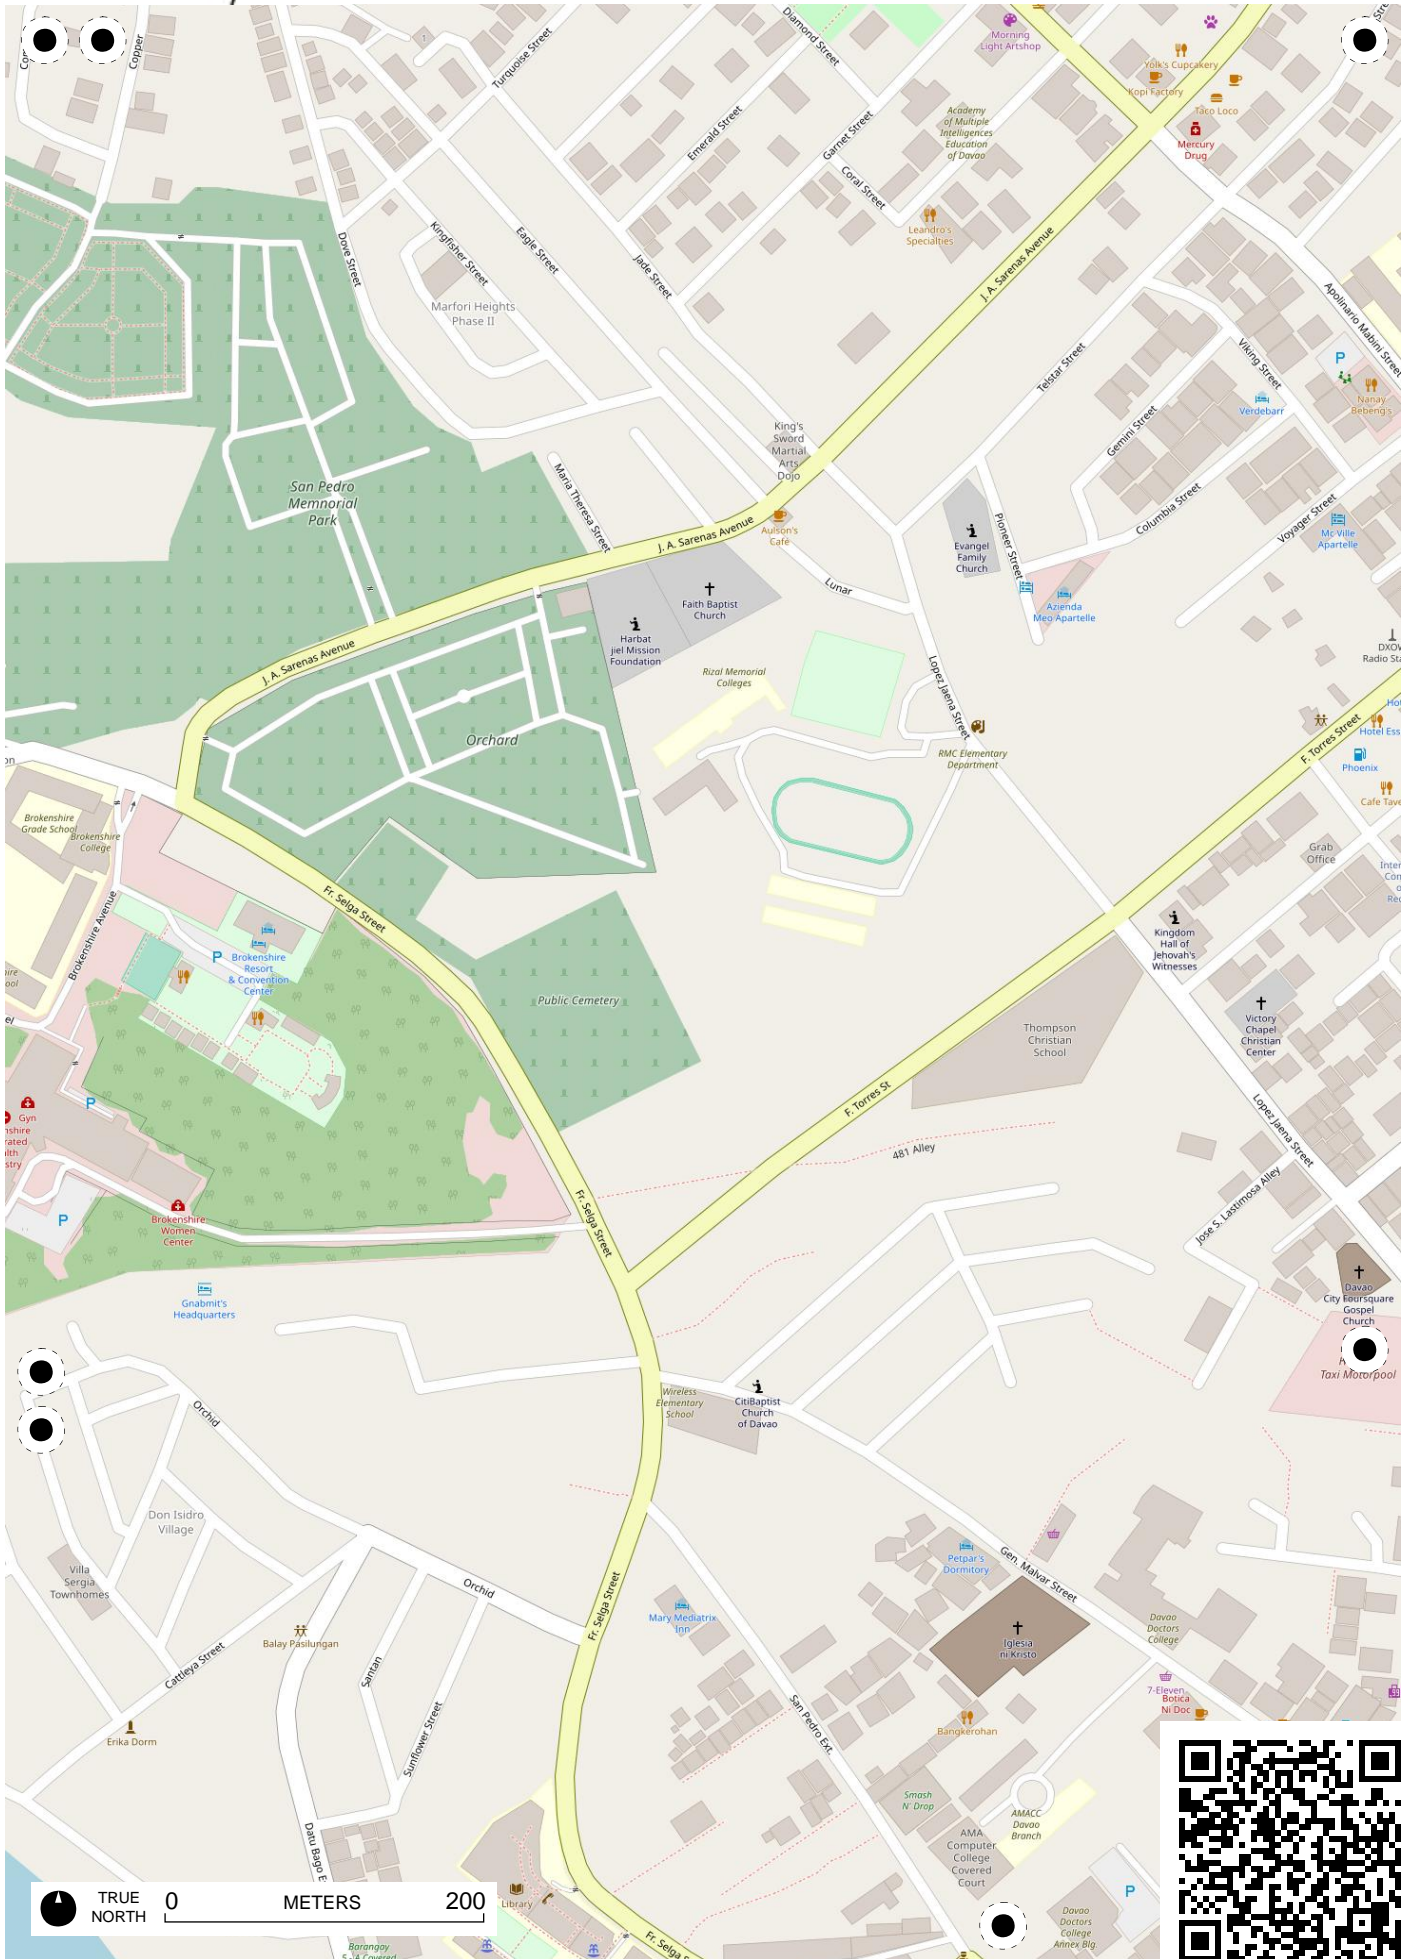 Copper
1
Turquoise Street
Diamond Street
Morning
Light Artshop
Yolk's Cupcakery
Kopi Factory
Taco Loco
Mercury
Drug
Emerald Street
Garnet Street
Academy
of Multiple
Intelligences
Education
of Davao
Coral Street
Leandro's
Specialties
Dove Street
Kingfisher Street
Eagle Street
Jade Street
J. A. Sarenas Avenue
Marfori Heights
Phase II
Apolinario Mabini Street
Viking Street
Telstar Street
P
Nanay
Bebeng's
Verdebarr
Gemini Street
King's
Sword
Martial
Arts
Dojo
San Pedro
Memnorial
Park
Maria Theresa Street
J. A. Sarenas Avenue
Aulson's
Café
Columbia Street
Voyager Street
Mc Ville
Apartelle
Pioneer Street
Evangel
Family
Church
Lunar
Azienda
Meo Apartelle
Faith Baptist
Church
Harbat
jiel Mission
Foundation
J. A. Sarenas Avenue
Rizal Memorial
Colleges
Lopez Jaena Street
DXOW
Radio Sta
Hotel Ess
F. Torres Street
Phoenix
Cafe Tave
Orchard
RMC Elementary
Department
Brokenshire
Grade School
Brokenshire
College
Grab
Office
Fr. Selga Street
Brokenshire Avenue
Kingdom
Hall of
Jehovah's
Witnesses
P
Brokenshire
Resort
& Convention
Center
Public Cemetery
Thompson
Christian
School
Victory
Chapel
Christian
Center
F. Torres St
P
Gyn
481 Alley
Lopez Jaena Street
Jose S. Lastimosa Alley
P
Brokenshire
Women
Center
Fr. Selga Street
Gnabmit's
Headquarters
Davao
City Foursquare
Gospel
Church
Taxi Motorpool
Wireless
Elementary
School
CitiBaptist
Church
of Davao
Orchid
Don Isidro
Village
Villa
Sergia
Townhomes
Petpar's
Dormitory
Gen. Malvar Street
Orchid
Fr. Selga Street
Mary Mediatrix
Inn
Iglesia
ni Kristo
Davao
Doctors
College
Balay Pasilungan
Cattleya Street
Santan
7-Eleven
Botica
Ni Doc
San Pedro Ext.
Bangkerohan
Erika Dorm
Sunflower Street
Smash
N' Drop
AMACC
Davao
Branch
AMA
Computer
College
Covered
Court
Datu Bago
P
Library
Davao
Doctors
College
Annex Blg.
Fr. Selga S
Barangay
TRUE
NORTH
0 METERS 200